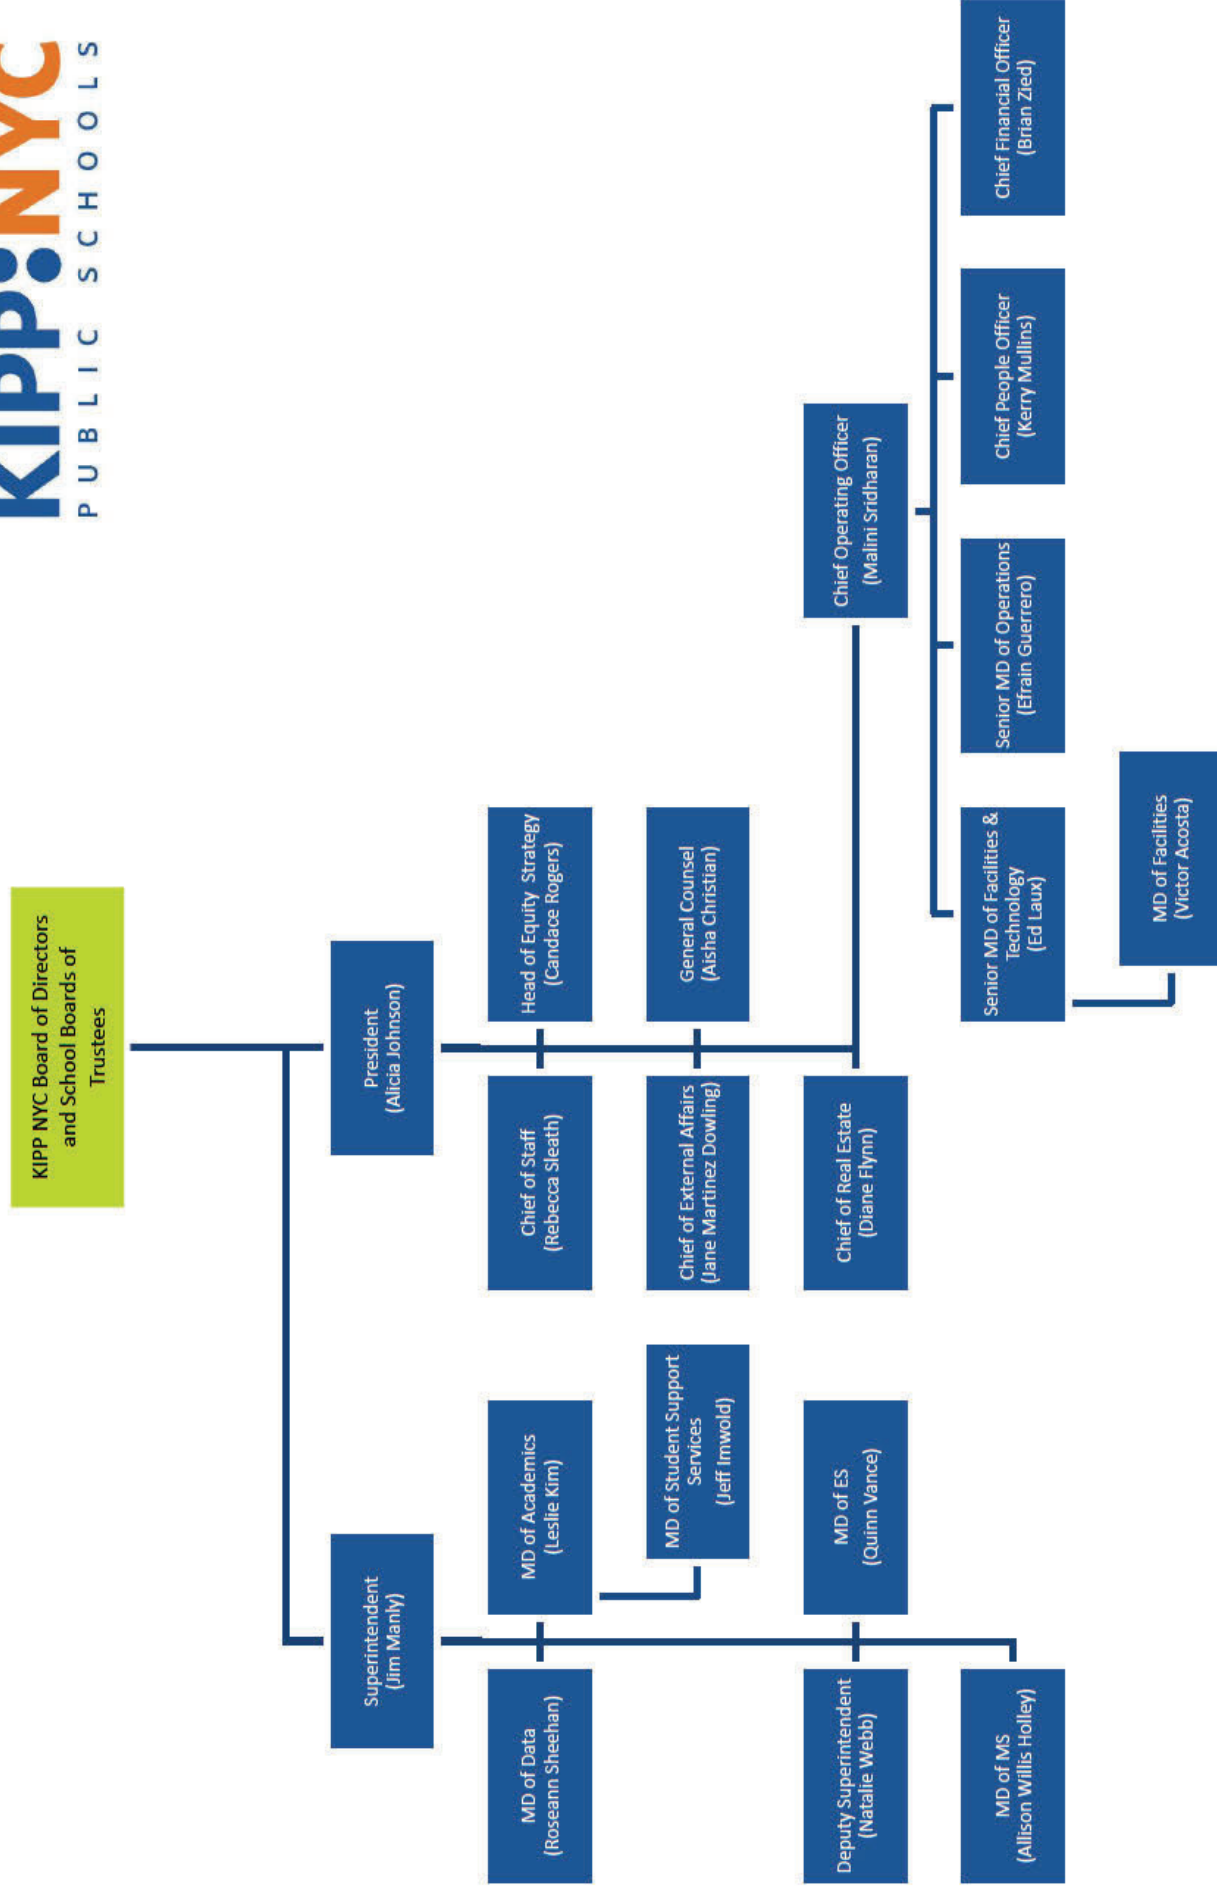 KIPP:NYC
PUBLIC SCHOOLS
KIPP NYC Board of Directors
and School Boards of
Trustees
Superintendent
(Jim Manly)
President
(Alicia Johnson)
MD of Data
(Roseann Sheehan)
MD of Academics
(Leslie Kim)
Chief of Staff
(Rebecca Sleath)
Head of Equity Strategy
(Candace Rogers)
MD of Student Support
Services
(Jeff Imwold)
Chief of External Affairs
(Jane Martinez Dowling)
General Counsel
(Aisha Christian)
Deputy Superintendent
(Natalie Webb)
MD of ES
(Quinn Vance)
Chief of Real Estate
(Diane Flynn)
Chief Operating Officer
(Malini Sridharan)
MD of MS
(Allison Willis Holley)
Senior MD of Facilities &
Technology
(Ed Laux)
Senior MD of Operations
(Efrain Guerrero)
Chief People Officer
(Kerry Mullins)
Chief Financial Officer
(Brian Zied)
MD of Facilities
(Victor Acosta)